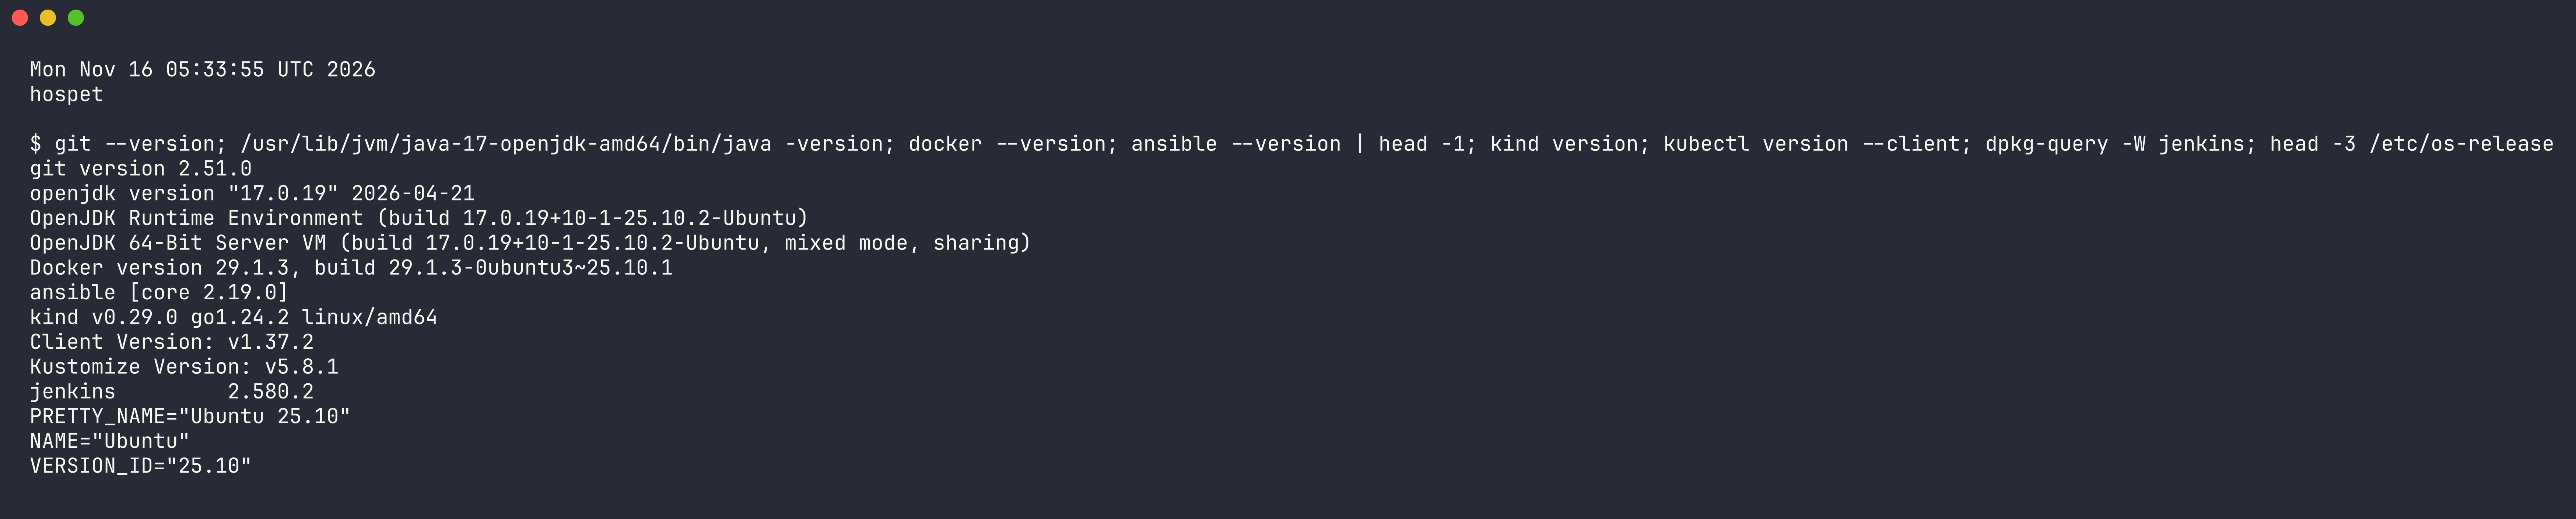 Mon Nov 16 05:33:55 UTC 2026
hospet
$ git --version; /usr/lib/jvm/java-17-openjdk-amd64/bin/java -version; docker --version; ansible --version | head -1; kind version; kubectl version --client; dpkg-query -W jenkins; head -3 /etc/os-release
git version 2.51.0
openjdk version "17.0.19" 2026-04-21
OpenJDK Runtime Environment (build 17.0.19+10-1-25.10.2-Ubuntu)
OpenJDK 64-Bit Server VM (build 17.0.19+10-1-25.10.2-Ubuntu, mixed mode, sharing)
Docker version 29.1.3, build 29.1.3-0ubuntu3~25.10.1
ansible [core 2.19.0]
kind v0.29.0 go1.24.2 linux/amd64
Client Version: v1.37.2
Kustomize Version: v5.8.1
jenkins         2.580.2
PRETTY_NAME="Ubuntu 25.10"
NAME="Ubuntu"
VERSION_ID="25.10"